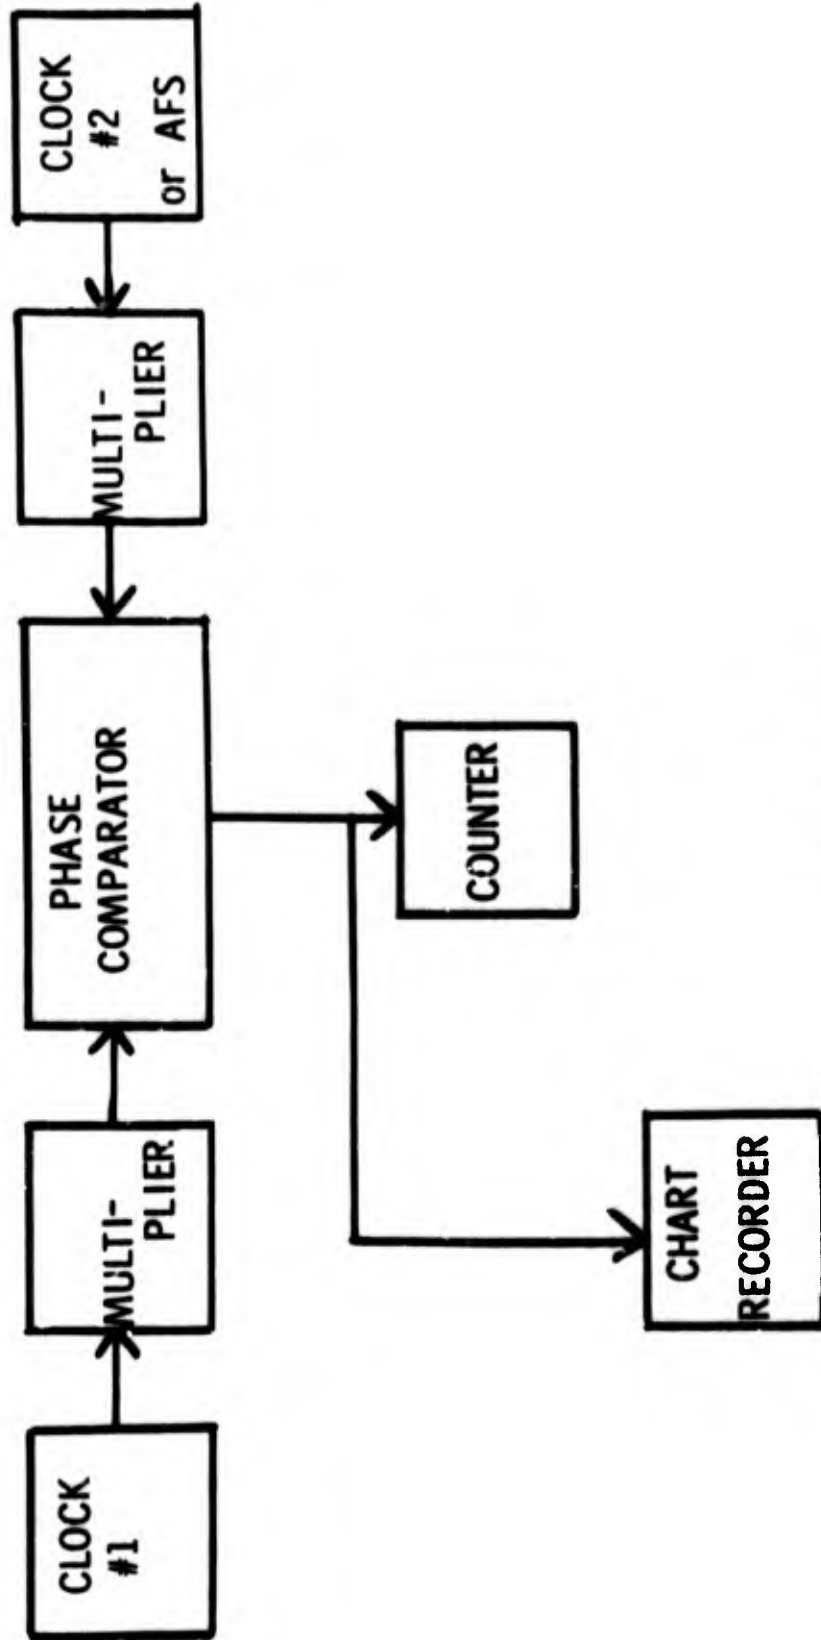 CLOCK
#1
MULTI-
PLIER
PHASE
COMPARATOR
MULTI-
PLIER
CLOCK
#2
or AFS
COUNTER
CHART
RECORDER